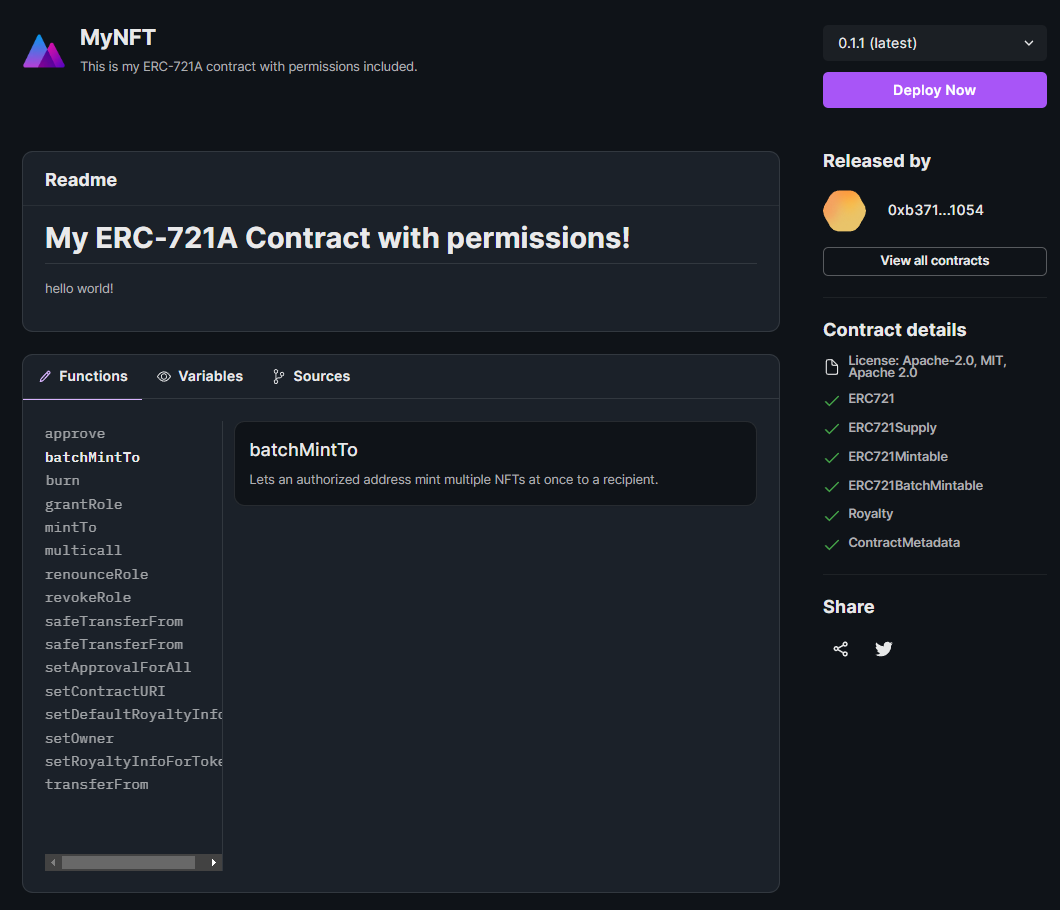 MyNFT
This is my ERC-721A contract with permissions included.
0.1.1 (latest)
Deploy Now
Readme
My ERC-721A Contract with permissions!
hello world!
Functions
Variables
Sources
approve
batchMintTo
burn
grantRole
mintTo
multicall
renounceRole
revokeRole
safeTransferFrom
safeTransferFrom
setApprovalForAll
setContractURI
setDefaultRoyaltyInfo
setOwner
setRoyaltyInfoForToke
transferFrom
batchMintTo
Lets an authorized address mint multiple NFTs at once to a recipient.
Released by
0xb371...1054
View all contracts
Contract details
License: Apache-2.0, MIT,
Apache 2.0
ERC721
ERC721Supply
ERC721Mintable
ERC721BatchMintable
Royalty
ContractMetadata
Share